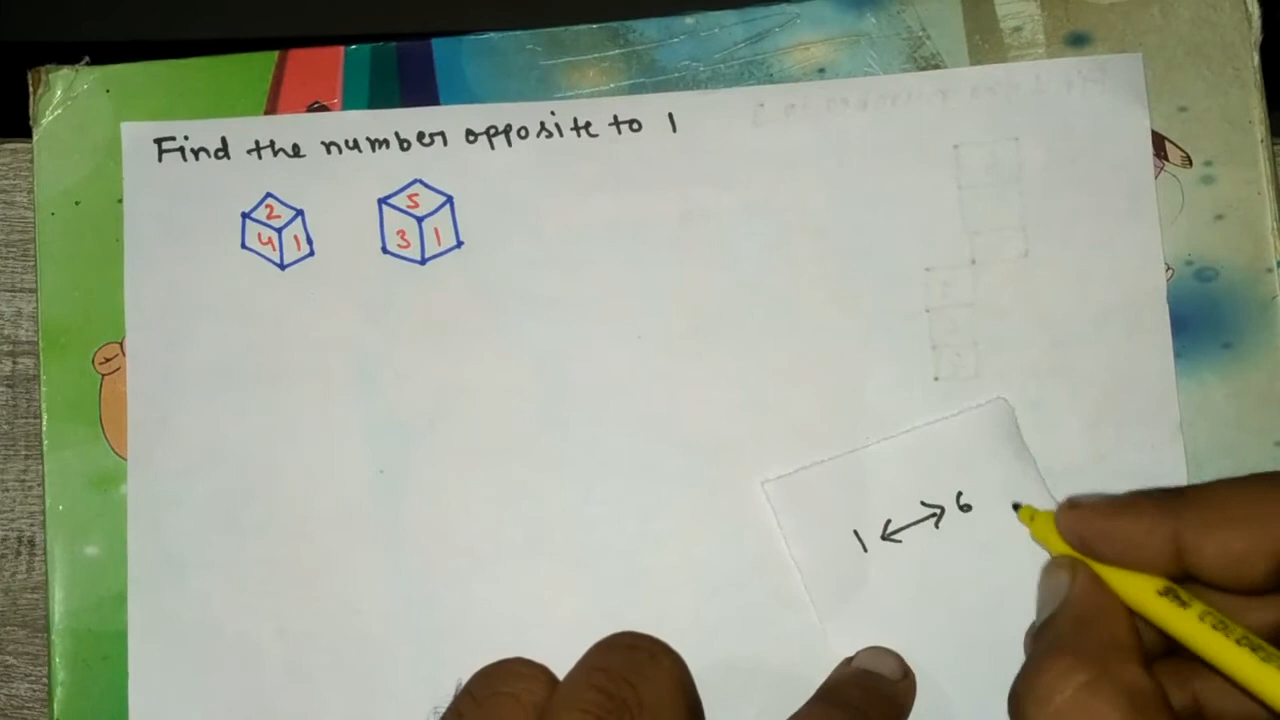 Find the number opposite to 1
2
4 1
5
3 1
1 ↔ 6